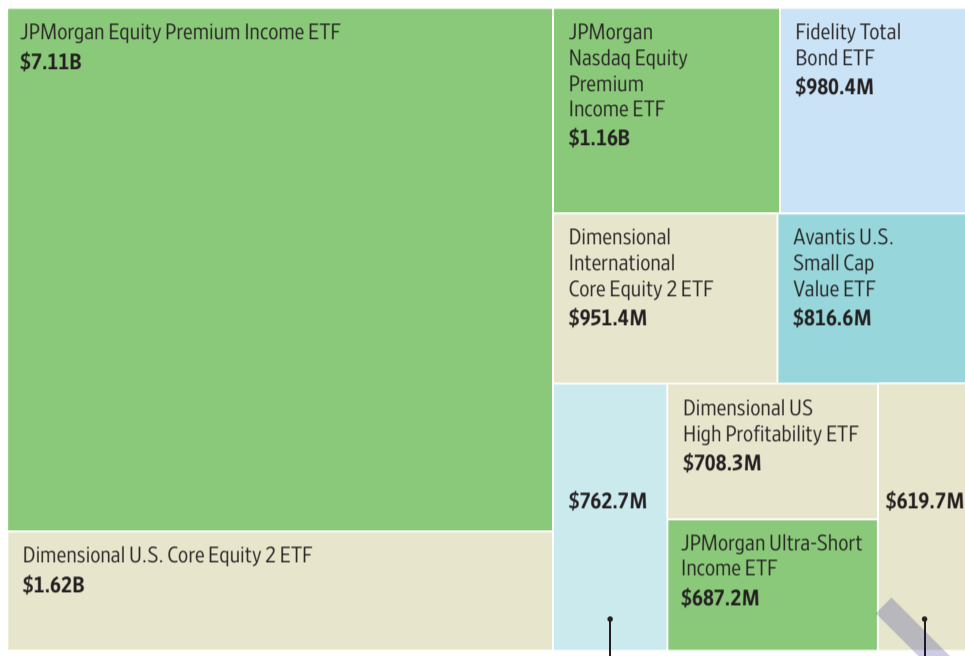 JPMorgan Equity Premium Income ETF
$7.11B
JPMorgan
Nasdaq Equity
Premium
Income ETF
$1.16B
Fidelity Total
Bond ETF
$980.4M
Dimensional
International
Core Equity 2 ETF
$951.4M
Avantis U.S.
Small Cap
Value ETF
$816.6M
Dimensional U.S. Core Equity 2 ETF
$1.62B
$762.7M
Dimensional US
High Profitability ETF
$708.3M
JPMorgan Ultra-Short
Income ETF
$687.2M
$619.7M